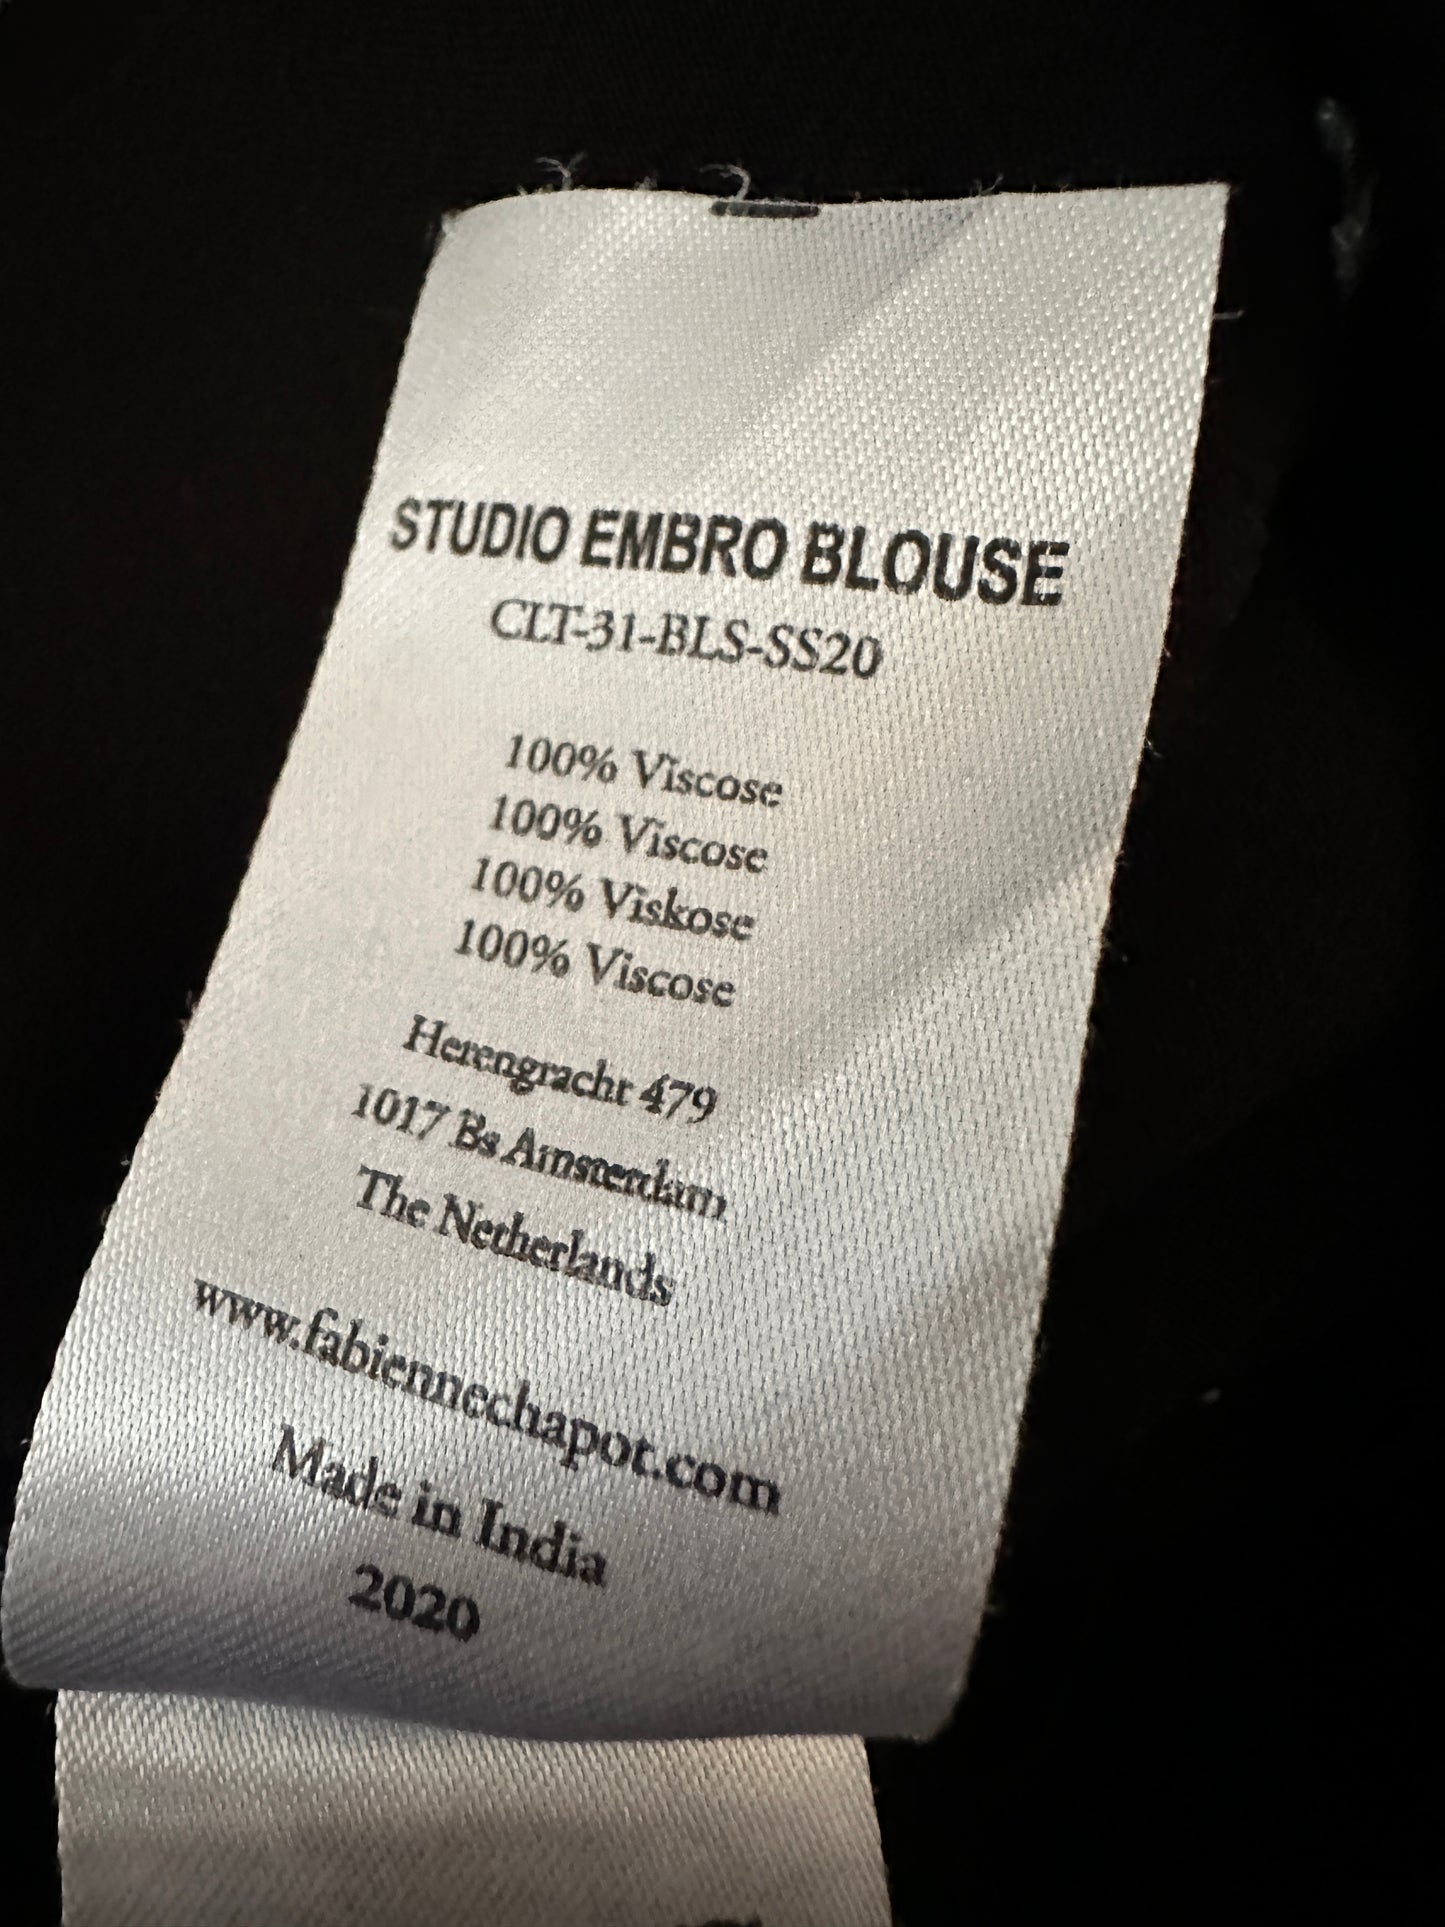 STUDIO EMBRO BLOUSE
CLT-31-BLS-SS20
100% Viscose
100% Viscose
100% Viskose
100% Viscose
Herengracht 479
1017 Bs Amsterdam
The Netherlands
www.fabiennechapot.com
Made in India
2020